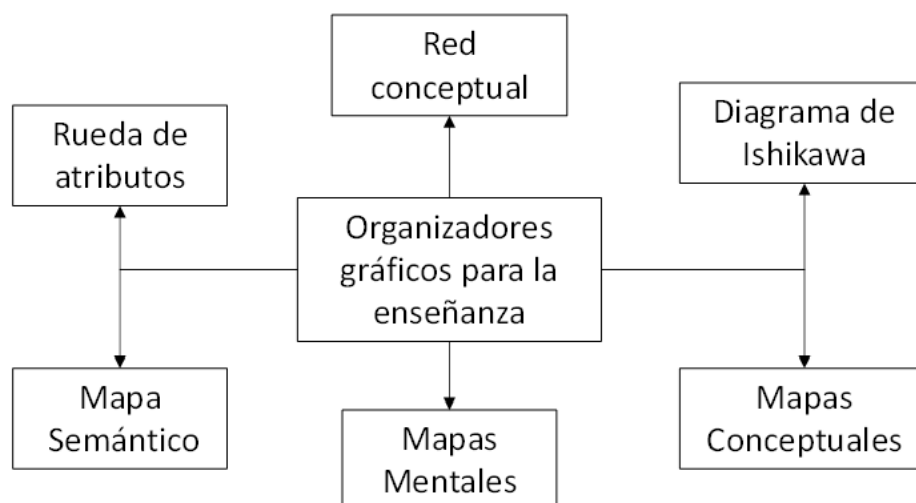 Red
conceptual
Rueda de
atributos
Diagrama de
Ishikawa
Organizadores
gráficos para la
enseñanza
Mapa
Semántico
Mapas
Mentales
Mapas
Conceptuales